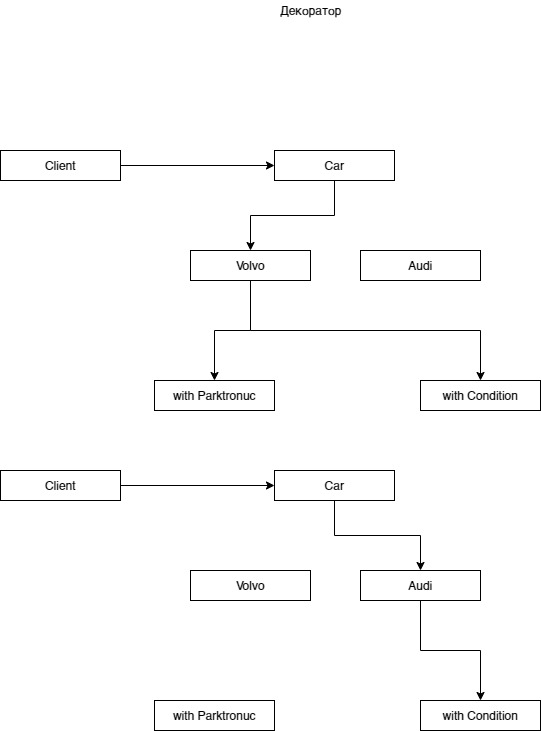 Декоратор
Client
Car
Volvo
Audi
with Parktronuc
with Condition
Client
Car
Volvo
Audi
with Parktronuc
with Condition